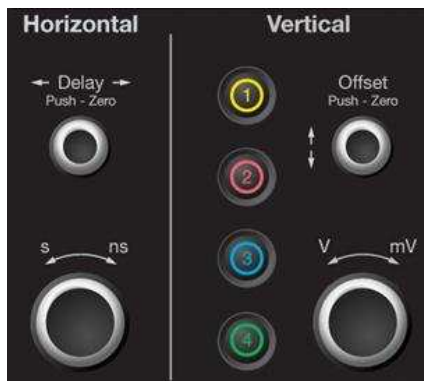 Horizontal
Vertical
Delay
Push - Zero
Offset
Push - Zero
1
2
3
4
s
ns
V
mV